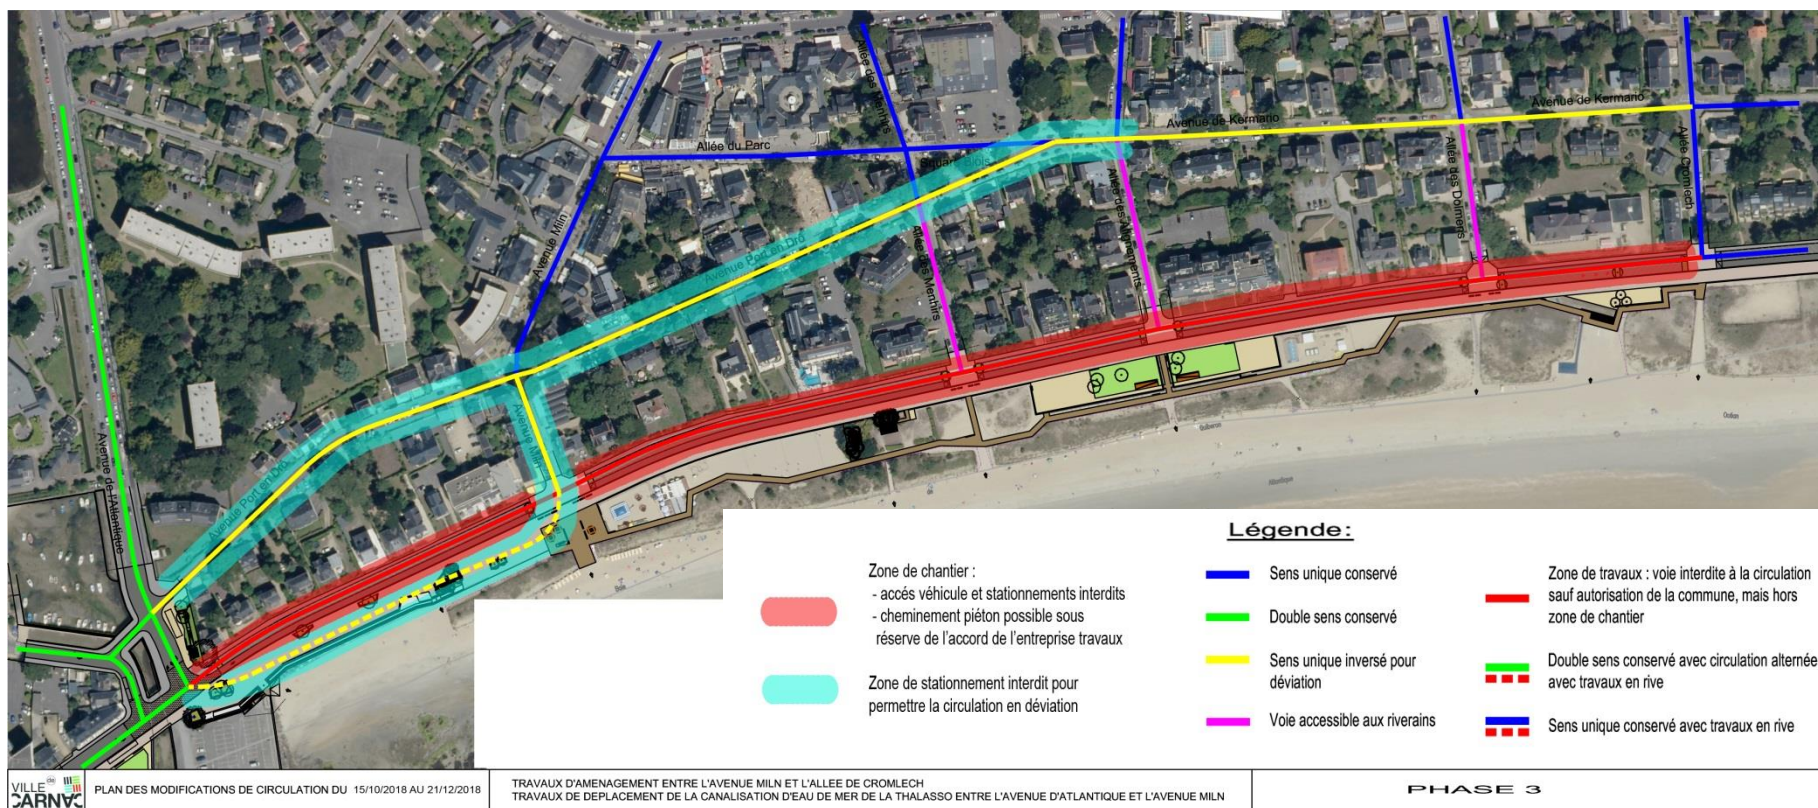 Allée des Menhirs
Avenue de Kermario
Avenue de Kermario
Allée du Parc
Square Blois
Allée des Alignements
Allée des Dolmens
Allée Cromlech
Avenue Miln
Avenue Port en Dro
Allée des Menhirs
Avenue de l'Atlantique
Avenue Port en Dro
Avenue Miln
Légende :
Zone de chantier :
- accés véhicule et stationnements interdits
- cheminement piéton possible sous
réserve de l'accord de l'entreprise travaux
Zone de stationnement interdit pour
permettre la circulation en déviation
Sens unique conservé
Double sens conservé
Sens unique inversé pour
déviation
Voie accessible aux riverains
Zone de travaux : voie interdite à la circulation
sauf autorisation de la commune, mais hors
zone de chantier
Double sens conservé avec circulation alternée
avec travaux en rive
Sens unique conservé avec travaux en rive
VILLE de
CARNAC
PLAN DES MODIFICATIONS DE CIRCULATION DU 15/10/2018 AU 21/12/2018
TRAVAUX D'AMENAGEMENT ENTRE L'AVENUE MILN ET L'ALLEE DE CROMLECH
TRAVAUX DE DEPLACEMENT DE LA CANALISATION D'EAU DE MER DE LA THALASSO ENTRE L'AVENUE D'ATLANTIQUE ET L'AVENUE MILN
PHASE 3